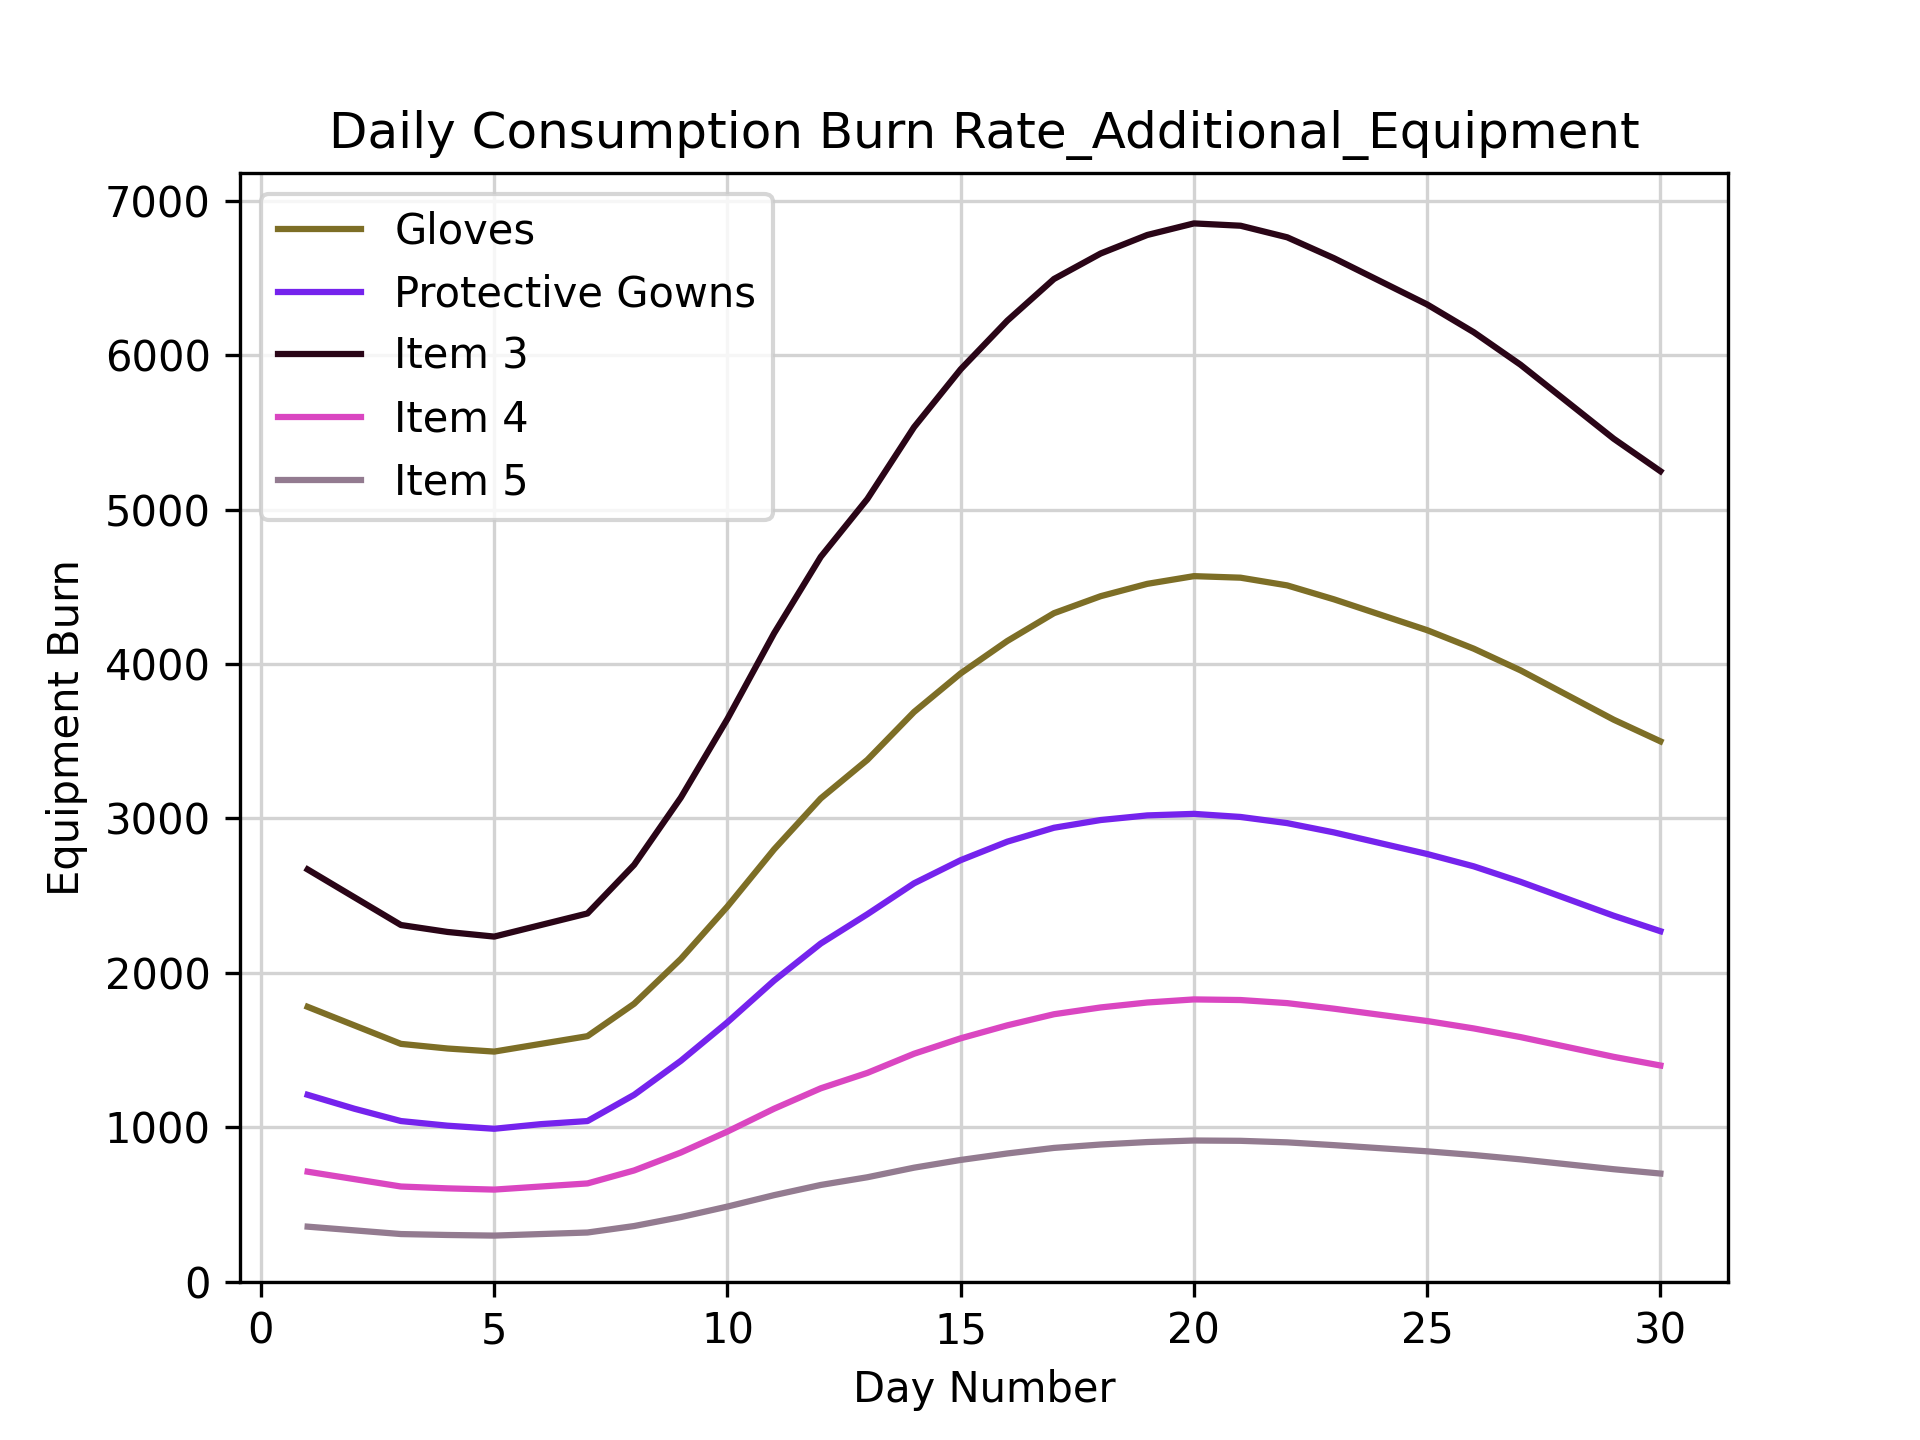 Daily Consumption Burn Rate_Additional_Equipment
7000
6000
5000
4000
3000
2000
1000
0
Equipment Burn
Gloves
Protective Gowns
Item 3
Item 4
Item 5
0 5 10 15 20 25 30
Day Number